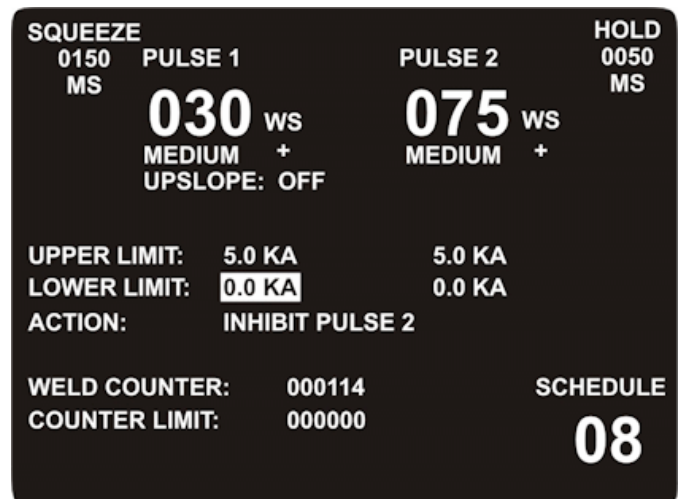 SQUEEZE HOLD
0150 PULSE 1 PULSE 2 0050
MS MS
030 WS 075 WS
MEDIUM + MEDIUM +
UPSLOPE: OFF
UPPER LIMIT: 5.0 KA 5.0 KA
LOWER LIMIT: 0.0 KA 0.0 KA
ACTION: INHIBIT PULSE 2
WELD COUNTER: 000114 SCHEDULE
COUNTER LIMIT: 000000
08